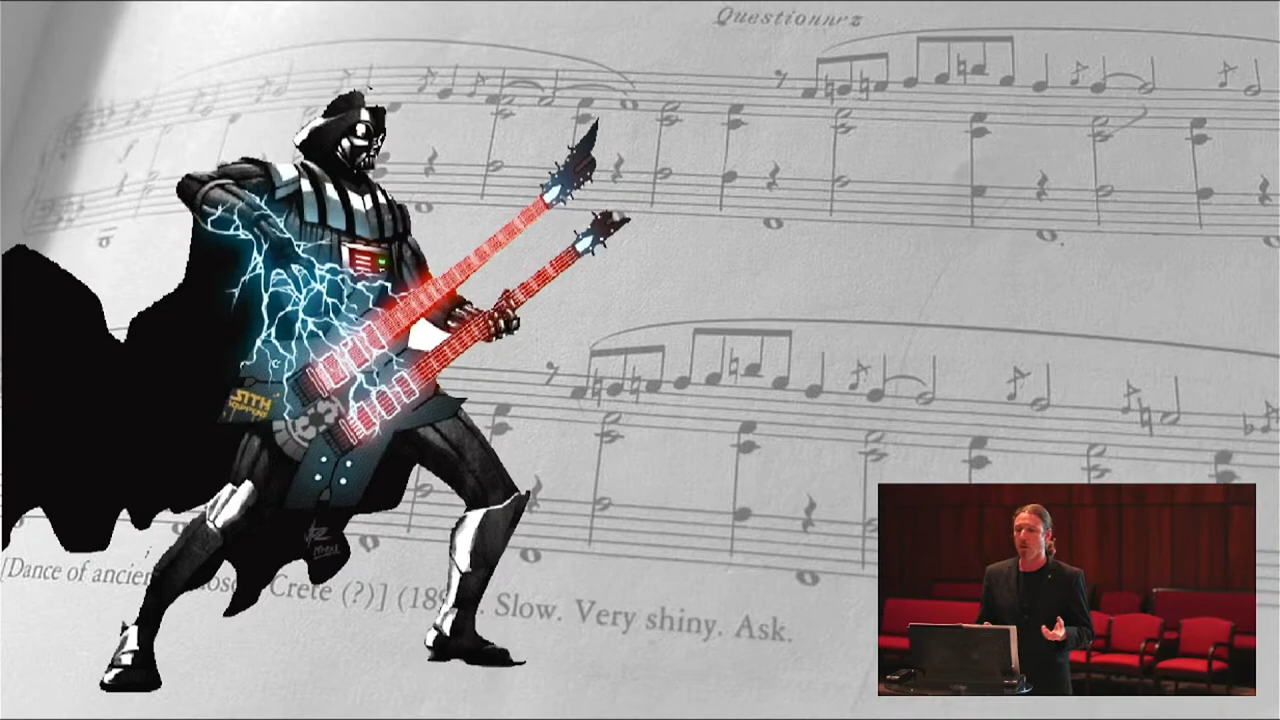 Questionnez
[Dance of ancien
Crete (?)] (18
Slow. Very shiny. Ask.
SITH